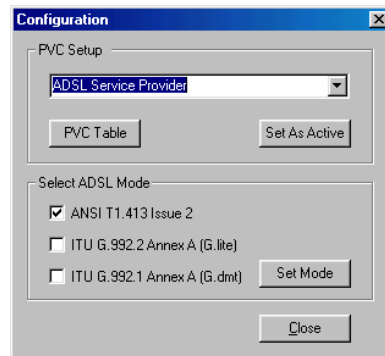 Configuration
PVC Setup
ADSL Service Provider
PVC Table
Set As Active
Select ADSL Mode
ANSI T1.413 Issue 2
ITU G.992.2 Annex A (G.lite)
ITU G.992.1 Annex A (G.dmt)
Set Mode
Close